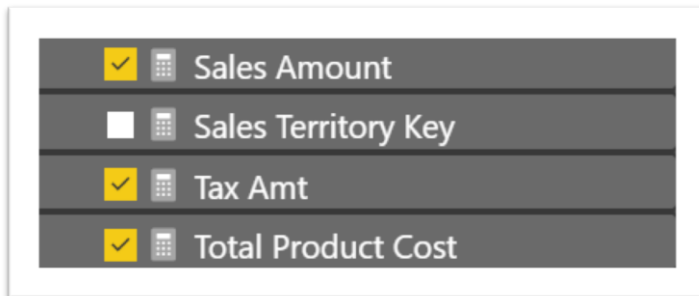 Sales Amount
Sales Territory Key
Tax Amt
Total Product Cost